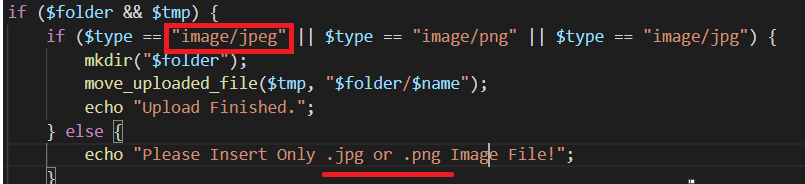 if ($folder && $tmp) {
if ($type == "image/jpeg" || $type == "image/png" || $type == "image/jpg") {
mkdir("$folder");
move_uploaded_file($tmp, "$folder/$name");
echo "Upload Finished.";
} else {
echo "Please Insert Only .jpg or .png Image File!";
}